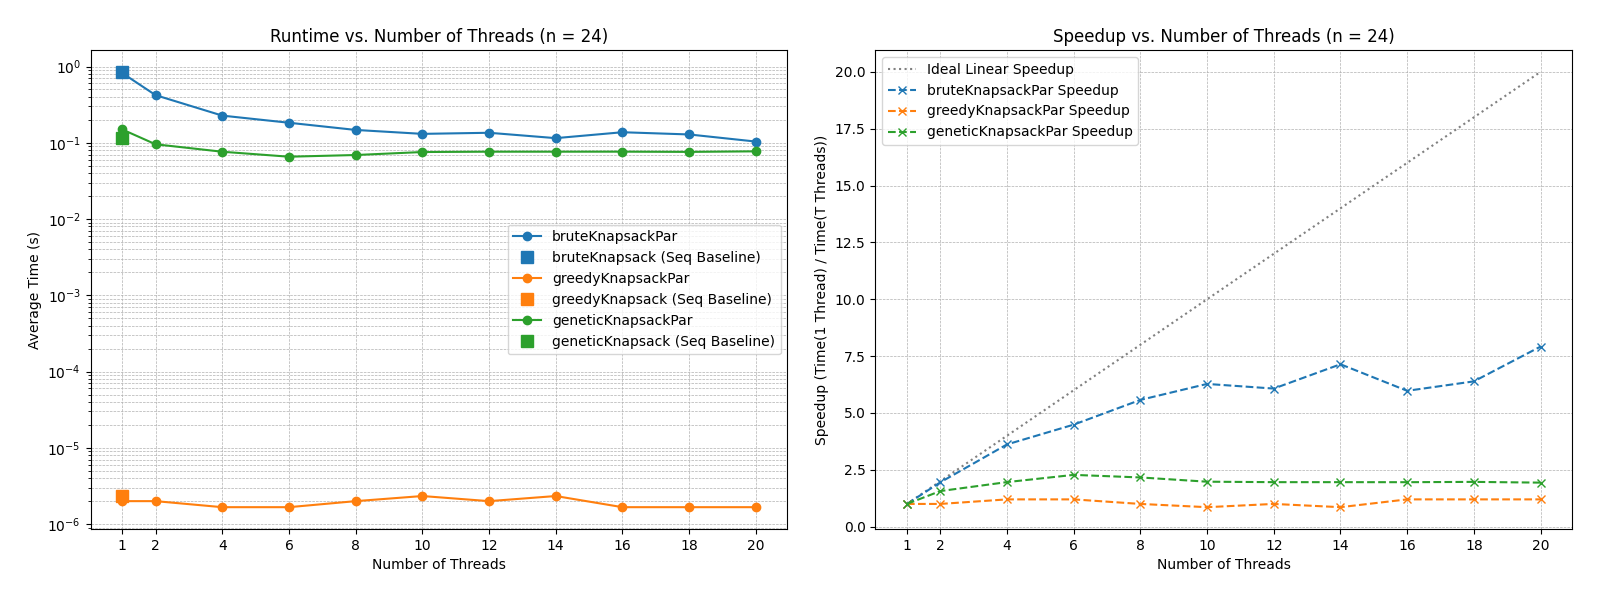 Runtime vs. Number of Threads (n = 24)
Average Time (s)
10⁰
10⁻¹
10⁻²
10⁻³
10⁻⁴
10⁻⁵
10⁻⁶
bruteKnapsackPar
bruteKnapsack (Seq Baseline)
greedyKnapsackPar
greedyKnapsack (Seq Baseline)
geneticKnapsackPar
geneticKnapsack (Seq Baseline)
1 2 4 6 8 10 12 14 16 18 20
Number of Threads
Speedup vs. Number of Threads (n = 24)
Speedup (Time(1 Thread) / Time(T Threads))
Ideal Linear Speedup
bruteKnapsackPar Speedup
greedyKnapsackPar Speedup
geneticKnapsackPar Speedup
20.0
17.5
15.0
12.5
10.0
7.5
5.0
2.5
0.0
1 2 4 6 8 10 12 14 16 18 20
Number of Threads